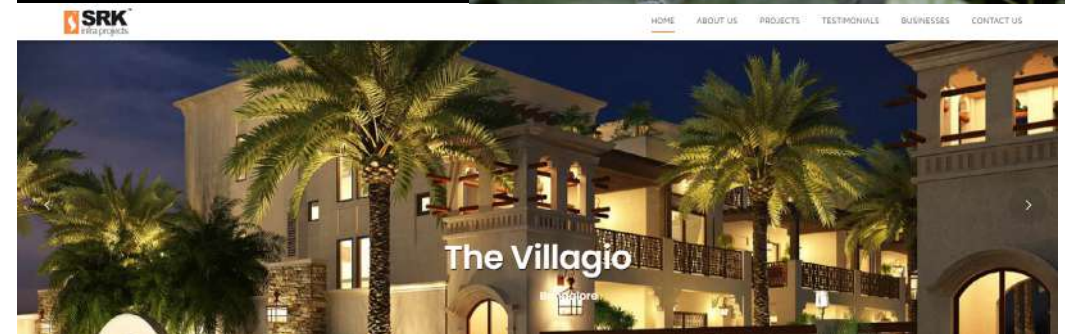 SRK
infra projects
HOME ABOUT US PROJECTS TESTIMONIALS BUSINESSES CONTACT US
The Villagio
Bangalore